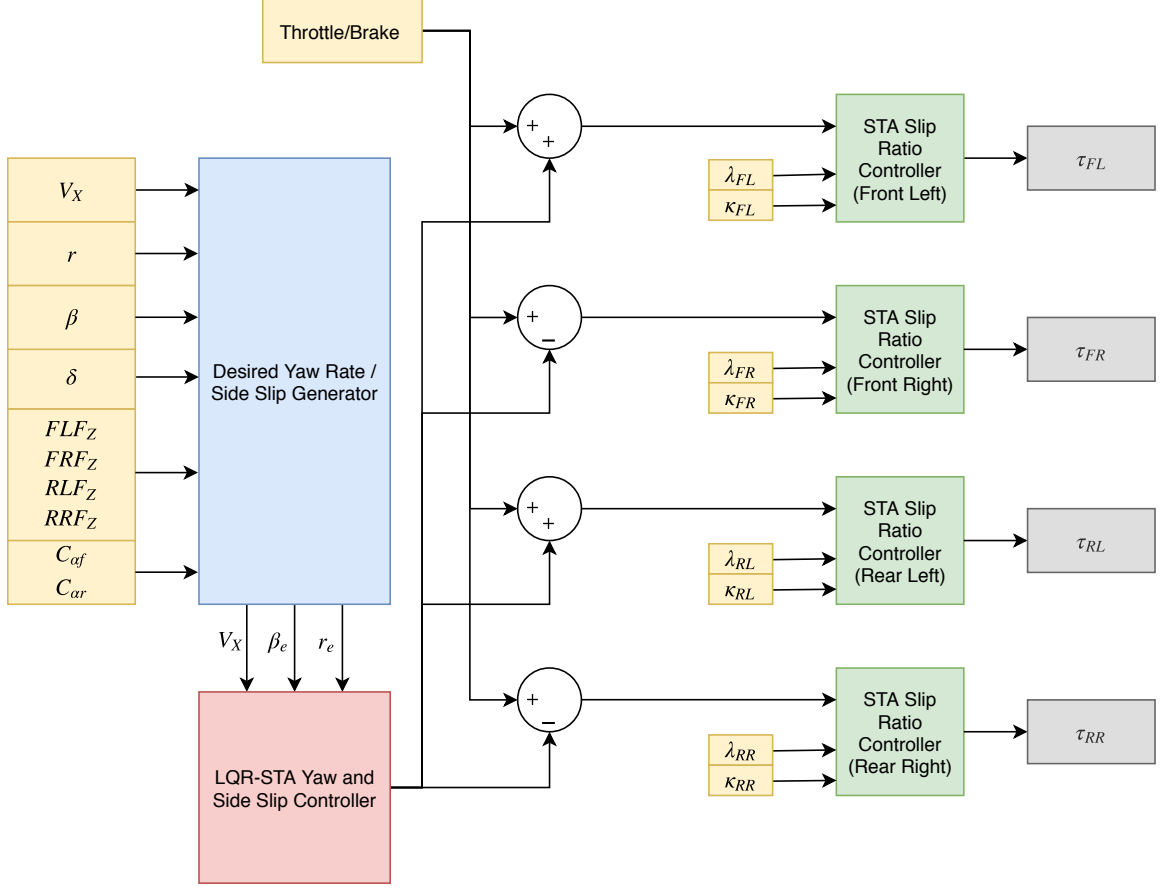 Throttle/Brake
V_X
r
β
δ
FLF_Z
FRF_Z
RLF_Z
RRF_Z
C_αf
C_αr
Desired Yaw Rate /
Side Slip Generator
V_X
β_e
r_e
LQR-STA Yaw and
Side Slip Controller
+
+
+
−
+
+
+
−
λ_FL
κ_FL
STA Slip
Ratio
Controller
(Front Left)
τ_FL
λ_FR
κ_FR
STA Slip
Ratio
Controller
(Front Right)
τ_FR
λ_RL
κ_RL
STA Slip
Ratio
Controller
(Rear Left)
τ_RL
λ_RR
κ_RR
STA Slip
Ratio
Controller
(Rear Right)
τ_RR